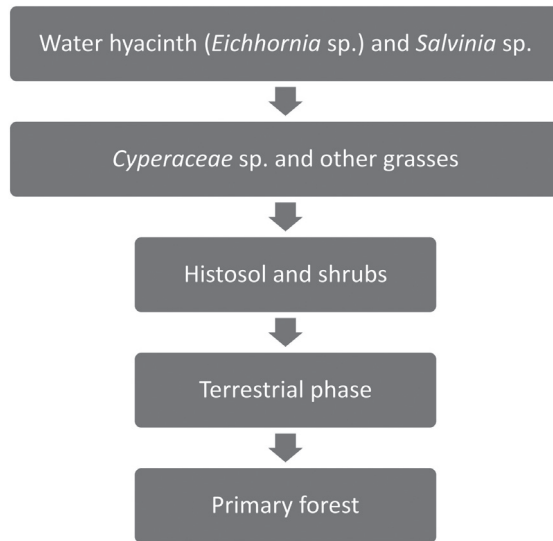 Water hyacinth (Eichhornia sp.) and Salvinia sp.
Cyperaceae sp. and other grasses
Histosol and shrubs
Terrestrial phase
Primary forest